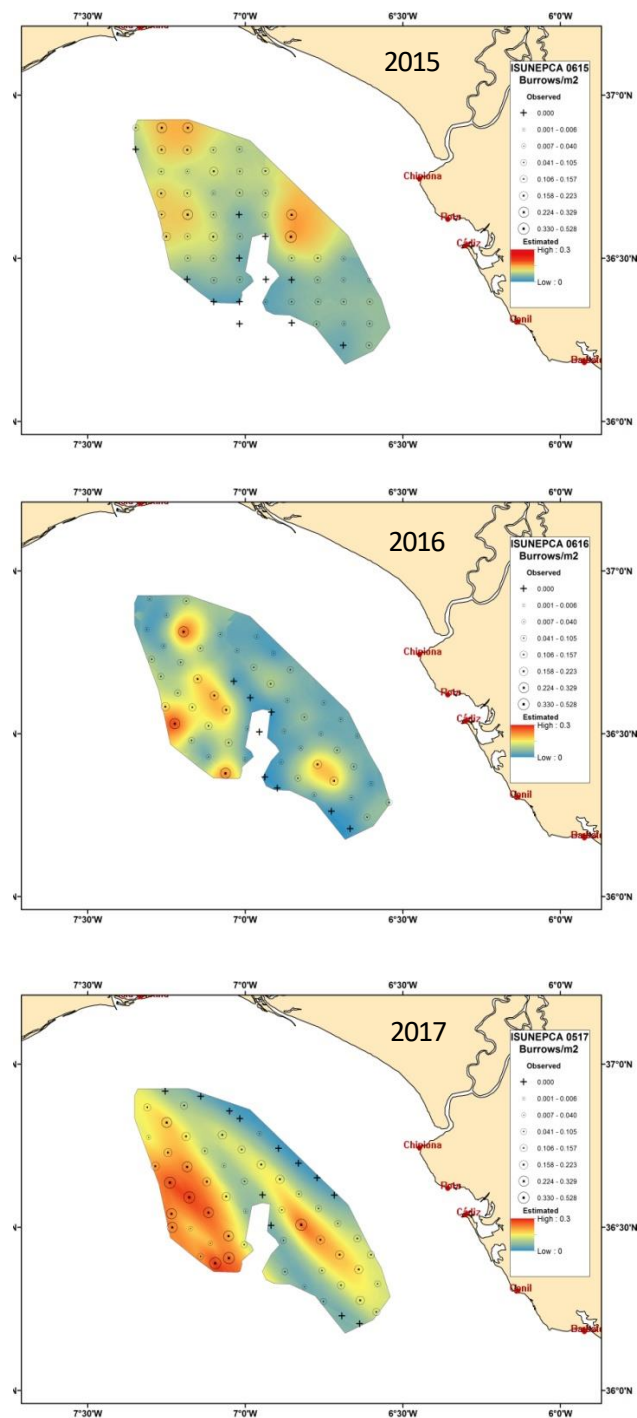 2015
7°30'W 7°0'W 6°30'W 6°0'W
37°0'N
36°30'N
36°0'N
'N
'N
'N
Chipiona
Rota
Cádiz
Conil
ISUNEPCA 0615
Burrows/m2
Observed
0.000
0.001 - 0.006
0.007 - 0.040
0.041 - 0.105
0.106 - 0.157
0.158 - 0.223
0.224 - 0.329
0.330 - 0.528
Estimated
High : 0.3
Low : 0
7°30'W 7°0'W 6°30'W 6°0'W
2016
7°30'W 7°0'W 6°30'W 6°0'W
37°0'N
36°30'N
36°0'N
'N
'N
'N
Chipiona
Rota
Cádiz
Conil
ISUNEPCA 0616
Burrows/m2
Observed
0.000
0.001 - 0.006
0.007 - 0.040
0.041 - 0.105
0.106 - 0.157
0.158 - 0.223
0.224 - 0.329
0.330 - 0.528
Estimated
High : 0.3
Low : 0
7°30'W 7°0'W 6°30'W 6°0'W
2017
7°30'W 7°0'W 6°30'W 6°0'W
37°0'N
36°30'N
36°0'N
'N
'N
'N
Chipiona
Rota
Cádiz
Conil
ISUNEPCA 0517
Burrows/m2
Observed
0.000
0.001 - 0.006
0.007 - 0.040
0.041 - 0.105
0.106 - 0.157
0.158 - 0.223
0.224 - 0.329
0.330 - 0.528
Estimated
High : 0.3
Low : 0
7°30'W 7°0'W 6°30'W 6°0'W